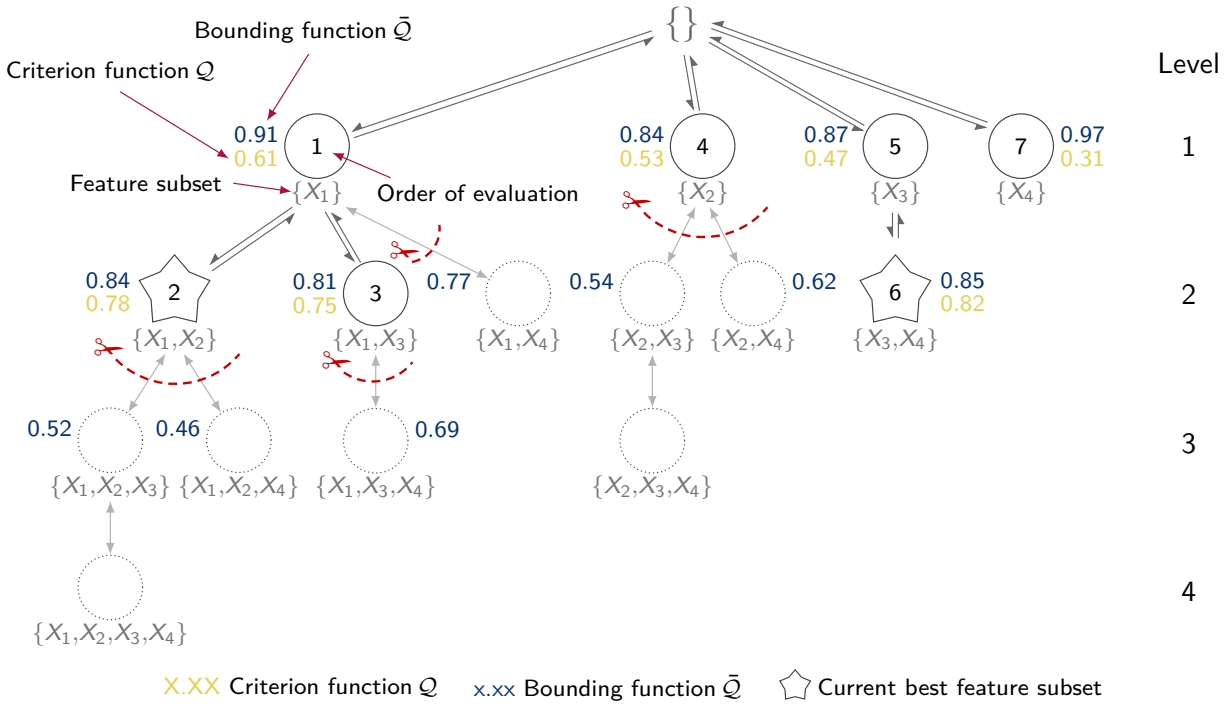 {}
Bounding function Q̄
Level
Criterion function Q
0.91
0.61
1
0.84
0.53
4
0.87
0.47
5
7
0.97
0.31
1
Feature subset
{X₁}
Order of evaluation
{X₂}
{X₃}
{X₄}
0.84
0.78
2
0.81
0.75
3
0.77
0.54
0.62
6
0.85
0.82
2
{X₁,X₂}
{X₁,X₃}
{X₁,X₄}
{X₂,X₃}
{X₂,X₄}
{X₃,X₄}
0.52
0.46
0.69
3
{X₁,X₂,X₃}
{X₁,X₂,X₄}
{X₁,X₃,X₄}
{X₂,X₃,X₄}
4
{X₁,X₂,X₃,X₄}
X.XX Criterion function Q
x.xx Bounding function Q̄
Current best feature subset